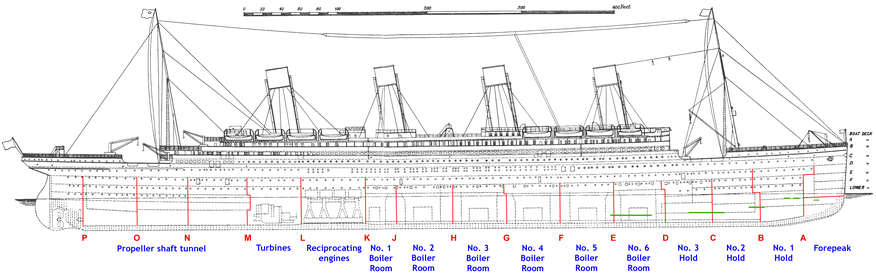 0 20 40 60 80 100 200 300 400 Feet
BOAT DECK
A "
B "
C "
D "
E "
F "
LOWER "
P O N M L K J H G F E D C B A
Propeller shaft tunnel
Turbines
Reciprocating
engines
No. 1
Boiler
Room
No. 2
Boiler
Room
No. 3
Boiler
Room
No. 4
Boiler
Room
No. 5
Boiler
Room
No. 6
Boiler
Room
No. 3
Hold
No.2
Hold
No. 1
Hold
Forepeak